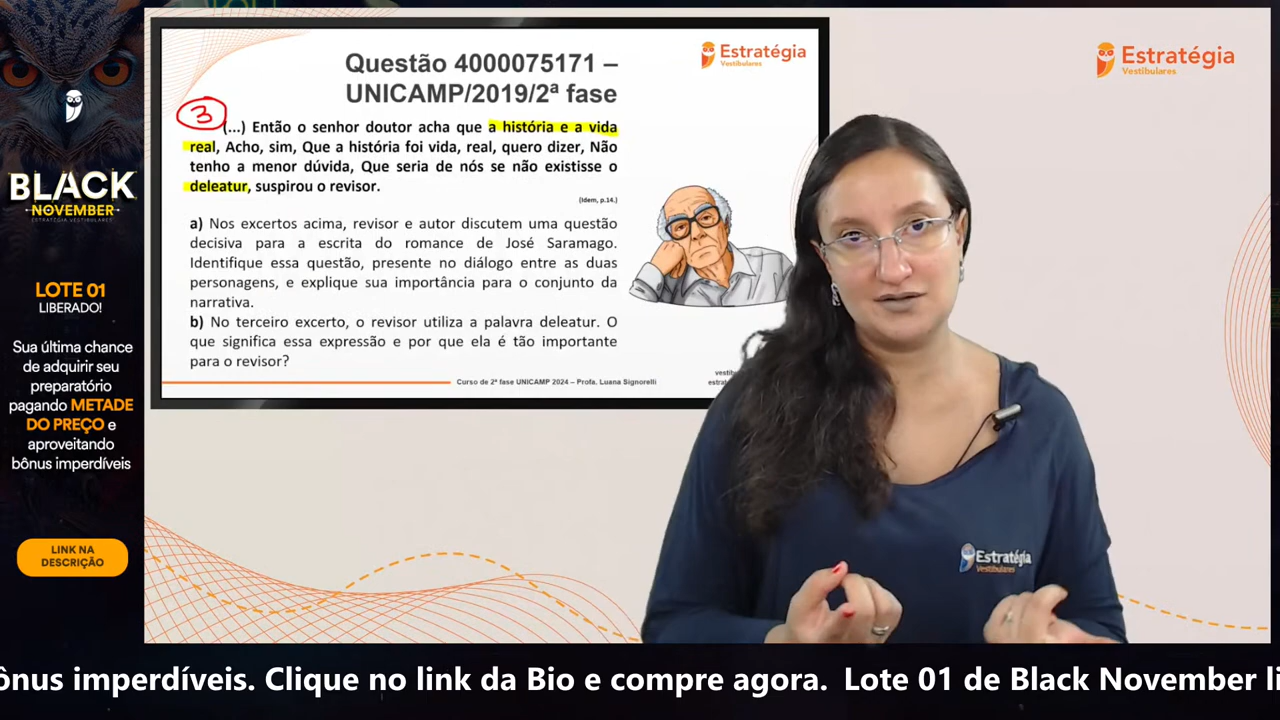 BLACK
NOVEMBER
ESTRATÉGIA VESTIBULARES
LOTE 01
LIBERADO!
Sua última chance
de adquirir seu
preparatório
pagando METADE
DO PREÇO e
aproveitando
bônus imperdíveis
LINK NA
DESCRIÇÃO
Questão 4000075171 –
UNICAMP/2019/2ª fase
Estratégia
Vestibulares
3
(...) Então o senhor doutor acha que a história e a vida
real, Acho, sim, Que a história foi vida, real, quero dizer, Não
tenho a menor dúvida, Que seria de nós se não existisse o
deleatur, suspirou o revisor.
(Idem, p.14.)
a) Nos excertos acima, revisor e autor discutem uma questão
decisiva para a escrita do romance de José Saramago.
Identifique essa questão, presente no diálogo entre as duas
personagens, e explique sua importância para o conjunto da
narrativa.
b) No terceiro excerto, o revisor utiliza a palavra deleatur. O
que significa essa expressão e por que ela é tão importante
para o revisor?
Curso de 2ª fase UNICAMP 2024 – Profa. Luana Signorelli
Estratégia
Vestibulares
Estratégia
Vestibulares
ônus imperdíveis. Clique no link da Bio e compre agora. Lote 01 de Black November li